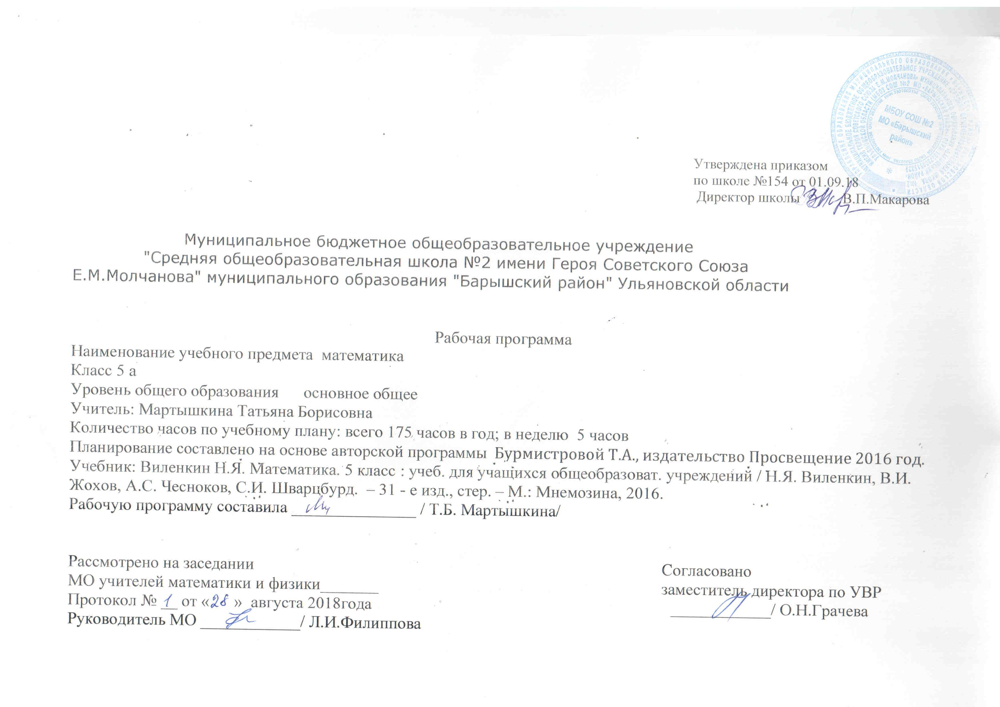 МБОУ СОШ №2
МО «Барышский
район»
Утверждена приказом
по школе №154 от 01.09.18
Директор школы В.П.Макарова
Муниципальное бюджетное общеобразовательное учреждение
"Средняя общеобразовательная школа №2 имени Героя Советского Союза
Е.М.Молчанова" муниципального образования "Барышский район" Ульяновской области
Рабочая программа
Наименование учебного предмета математика
Класс 5 а
Уровень общего образования основное общее
Учитель: Мартышкина Татьяна Борисовна
Количество часов по учебному плану: всего 175 часов в год; в неделю 5 часов
Планирование составлено на основе авторской программы Бурмистровой Т.А., издательство Просвещение 2016 год.
Учебник: Виленкин Н.Я. Математика. 5 класс : учеб. для учащихся общеобразоват. учреждений / Н.Я. Виленкин, В.И.
Жохов, А.С. Чесноков, С.И. Шварцбурд. – 31 - е изд., стер. – М.: Мнемозина, 2016.
Рабочую программу составила _______________ / Т.Б. Мартышкина/
Рассмотрено на заседании
МО учителей математики и физики_______
Протокол № 1 от «28 » августа 2018года
Руководитель МО ____________/ Л.И.Филиппова
Согласовано
заместитель директора по УВР
____________/ О.Н.Грачева